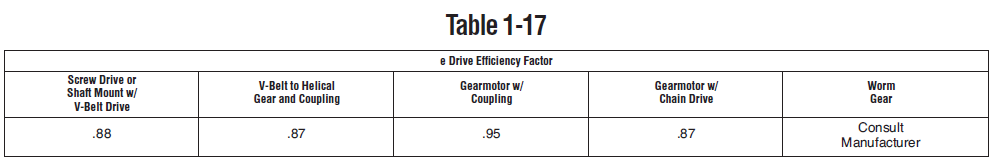 Table 1-17
e Drive Efficiency Factor
Screw Drive or
Shaft Mount w/
V-Belt Drive
V-Belt to Helical
Gear and Coupling
Gearmotor w/
Coupling
Gearmotor w/
Chain Drive
Worm
Gear
.88
.87
.95
.87
Consult
Manufacturer